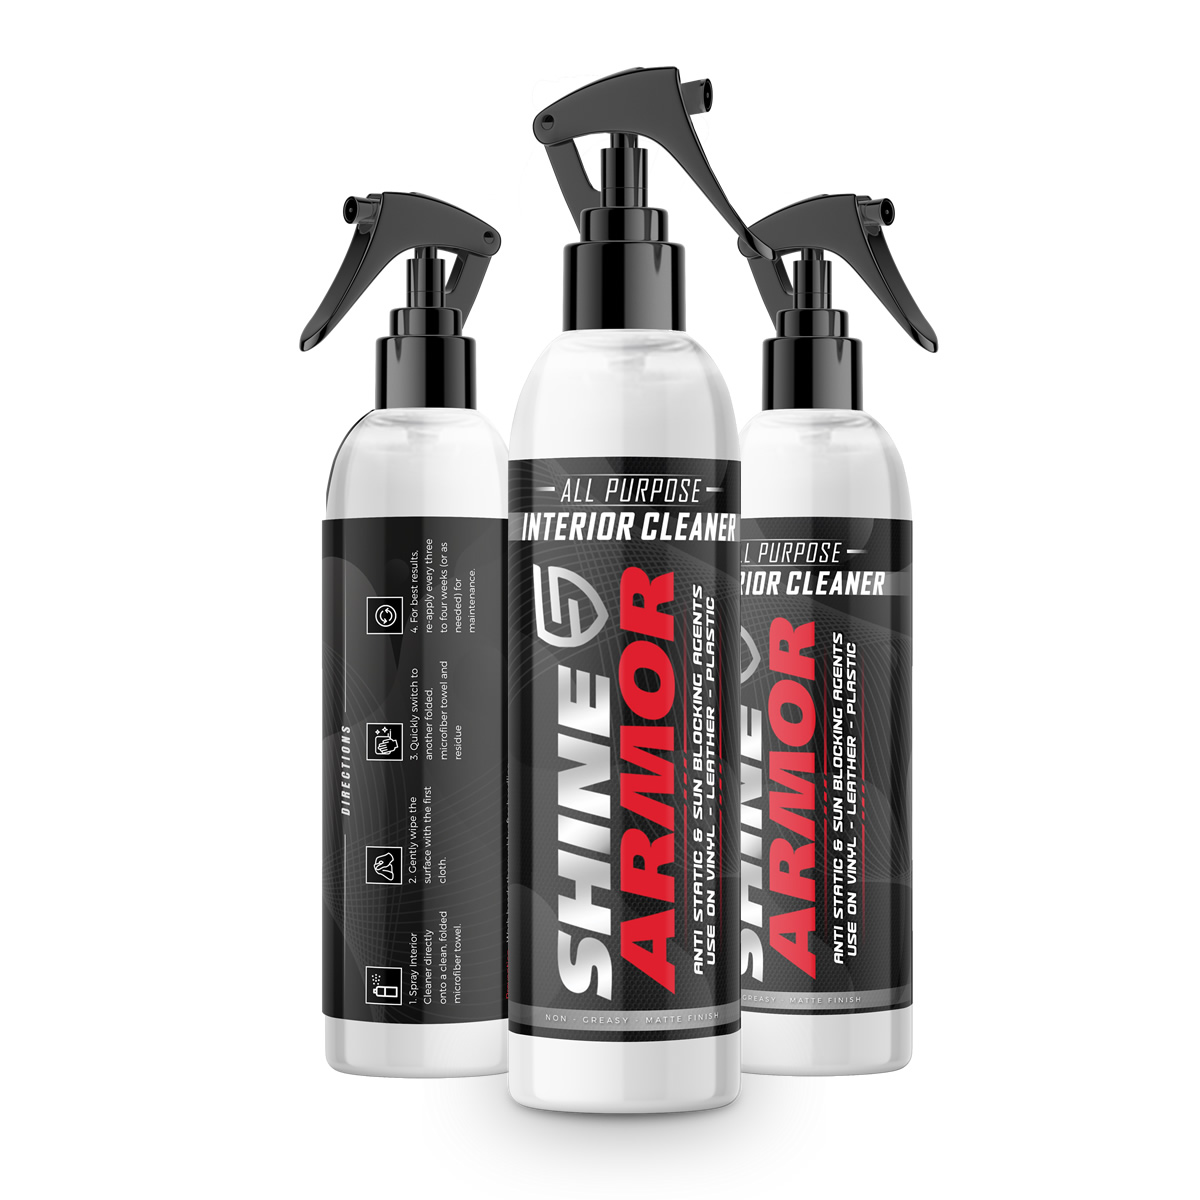 DIRECTIONS
1. Spray Interior
Cleaner directly
onto a clean, folded
microfiber towel.
2. Gently wipe the
surface with the first
cloth.
3. Quickly switch to
another folded,
microfiber towel and
residue
4. For best results,
re-apply every three
to four weeks (or as
needed) for
maintenance.
ALL PURPOSE
INTERIOR CLEANER
SHINE
ARMOR
ANTI STATIC & SUN BLOCKING AGENTS
USE ON VINYL - LEATHER - PLASTIC
NON - GREASY - MATTE FINISH
L PURPOSE
RIOR CLEANER
SHINE
ARMOR
ANTI STATIC & SUN BLOCKING AGENTS
USE ON VINYL - LEATHER - PLASTIC
GREASY - MATTE FINISH